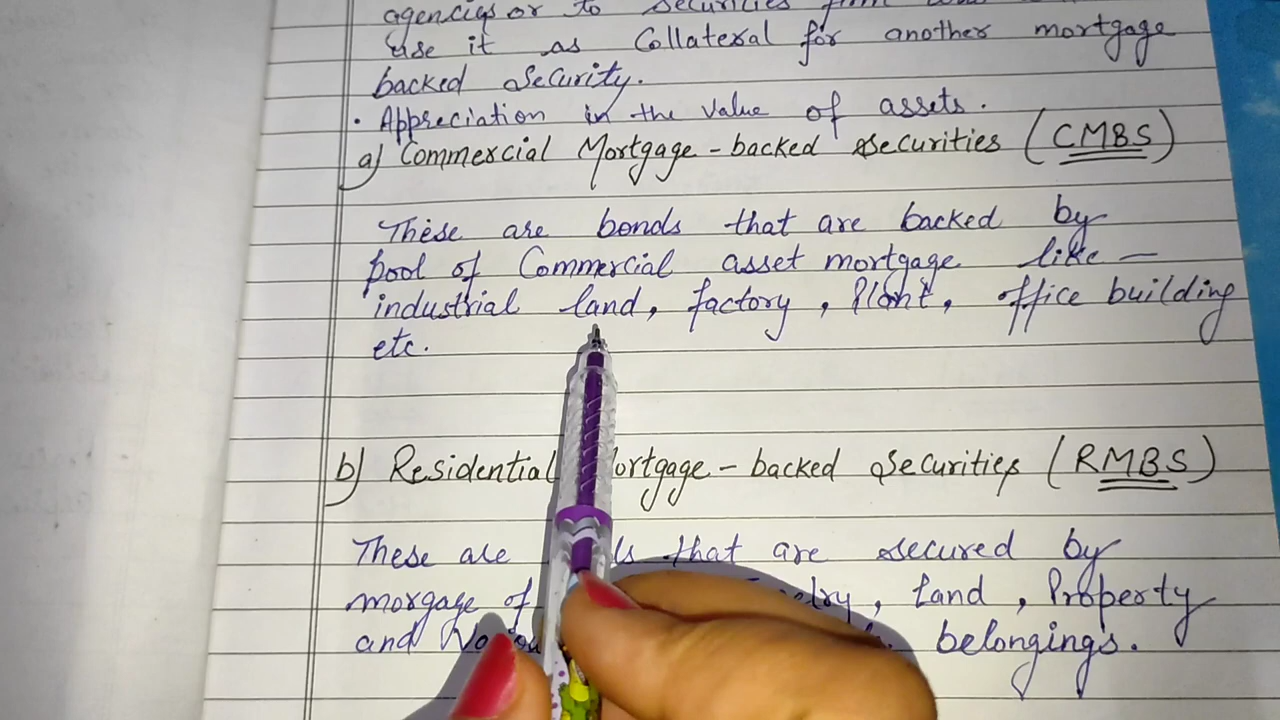 agencies or to securities from
use it as Collateral for another mortgage
backed security.
• Appreciation in the value of assets.
a) Commercial Mortgage - backed securities (CMBS)
These are bonds that are backed by
pool of Commercial asset mortgage like –
industrial land, factory, Plant, office building
etc.
b) Residential ortgage - backed securities (RMBS)
These are that are secured by
morgage of , land, Property
and belongings.